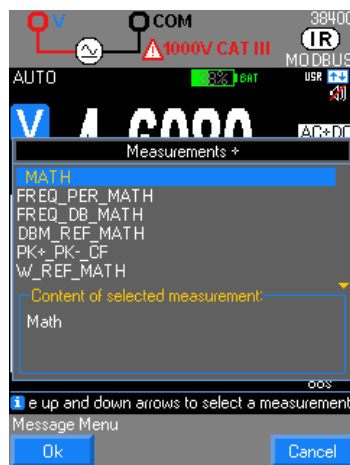 V COM 38400
1000V CAT III (IR)
MODBUS
AUTO 8% BAT USR
V AC+DC
Measurements +
MATH
FREQ_PER_MATH
FREQ_DB_MATH
DBM_REF_MATH
PK+_PK-_CF
W_REF_MATH
Content of selected measurement:
Math
i e up and down arrows to select a measurement
Message Menu
Ok Cancel